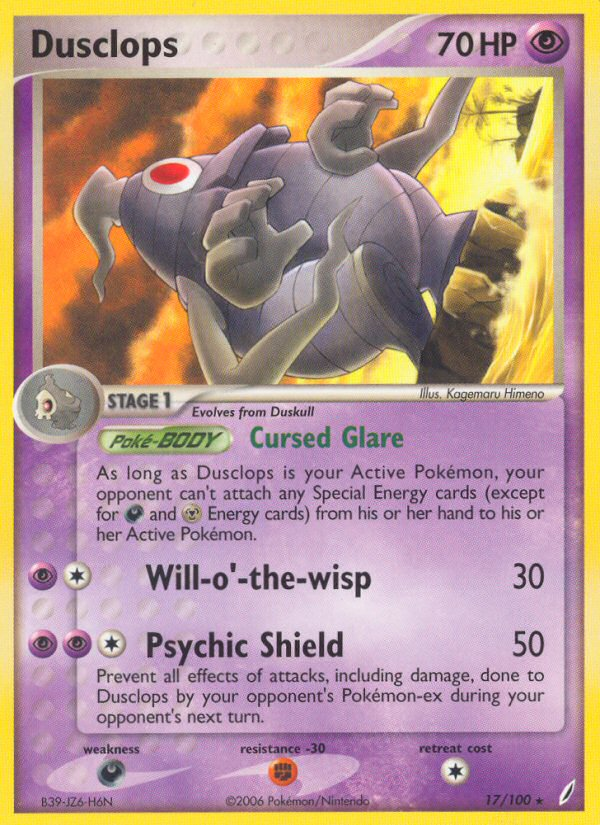 Dusclops 70 HP
Illus. Kagemaru Himeno
STAGE 1
Evolves from Duskull
Poké-BODY Cursed Glare
As long as Dusclops is your Active Pokémon, your
opponent can't attach any Special Energy cards (except
for and Energy cards) from his or her hand to his or
her Active Pokémon.
Will-o'-the-wisp 30
Psychic Shield 50
Prevent all effects of attacks, including damage, done to
Dusclops by your opponent's Pokémon-ex during your
opponent's next turn.
weakness resistance -30 retreat cost
B39-JZ6-H6N ©2006 Pokémon/Nintendo 17/100 ★